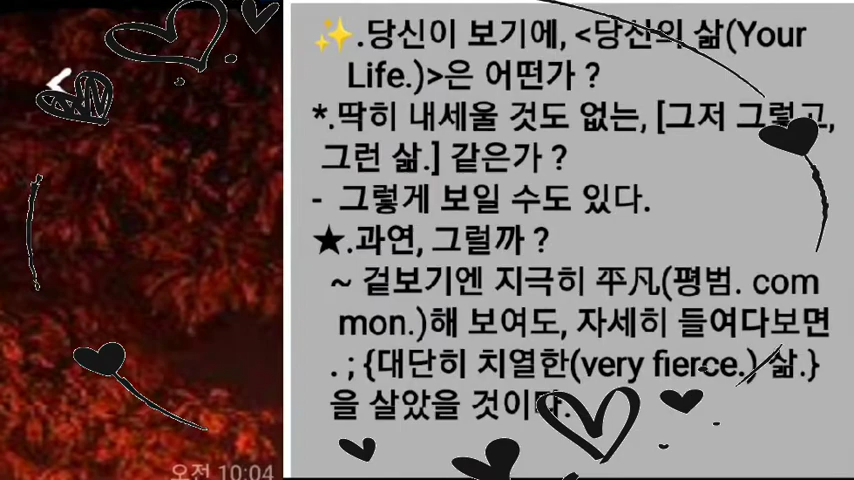 ✨.당신이 보기에, <당신의 삶(Your
Life.)>은 어떤가 ?
*.딱히 내세울 것도 없는, [그저 그렇고,
그런 삶.] 같은가 ?
- 그렇게 보일 수도 있다.
★.과연, 그럴까 ?
~ 겉보기엔 지극히 平凡(평범. com
mon.)해 보여도, 자세히 들여다보면
. ; {대단히 치열한(very fierce.) 삶.}
을 살았을 것이다.
오전 10:04